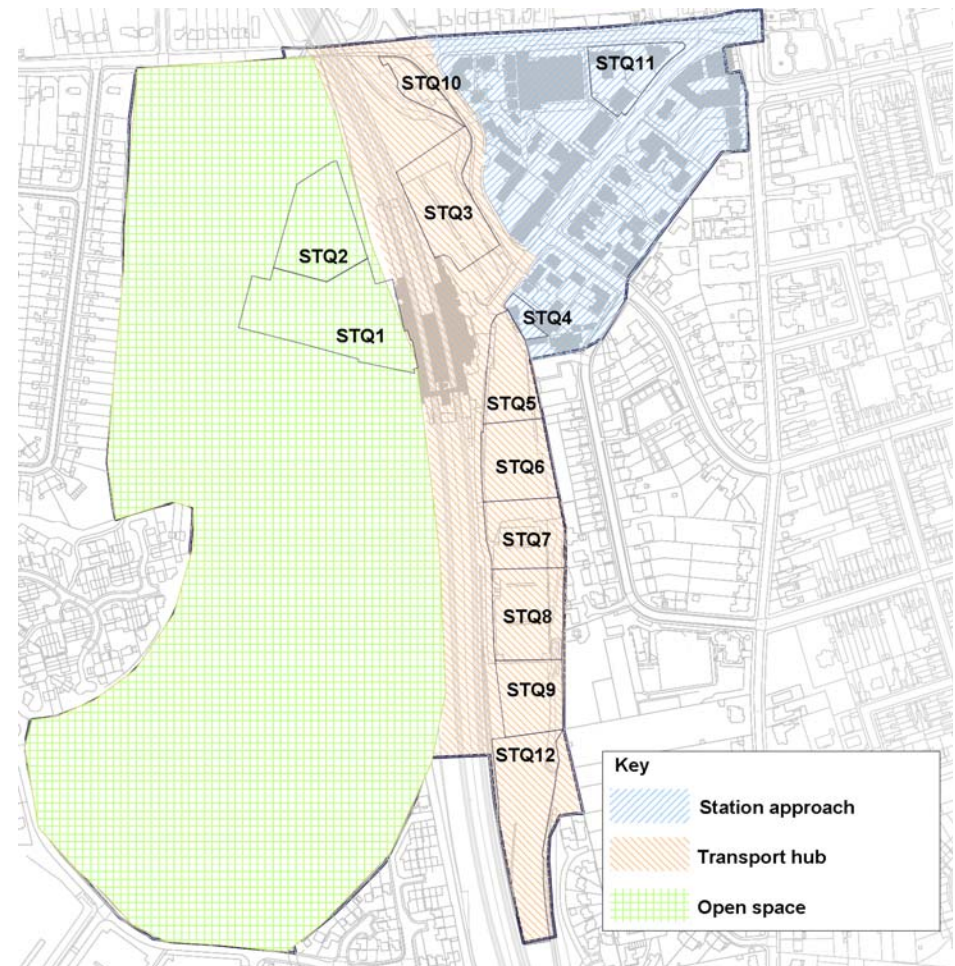 STQ11
STQ10
STQ3
STQ2
STQ4
STQ1
STQ5
STQ6
STQ7
STQ8
STQ9
STQ12
Key
Station approach
Transport hub
Open space